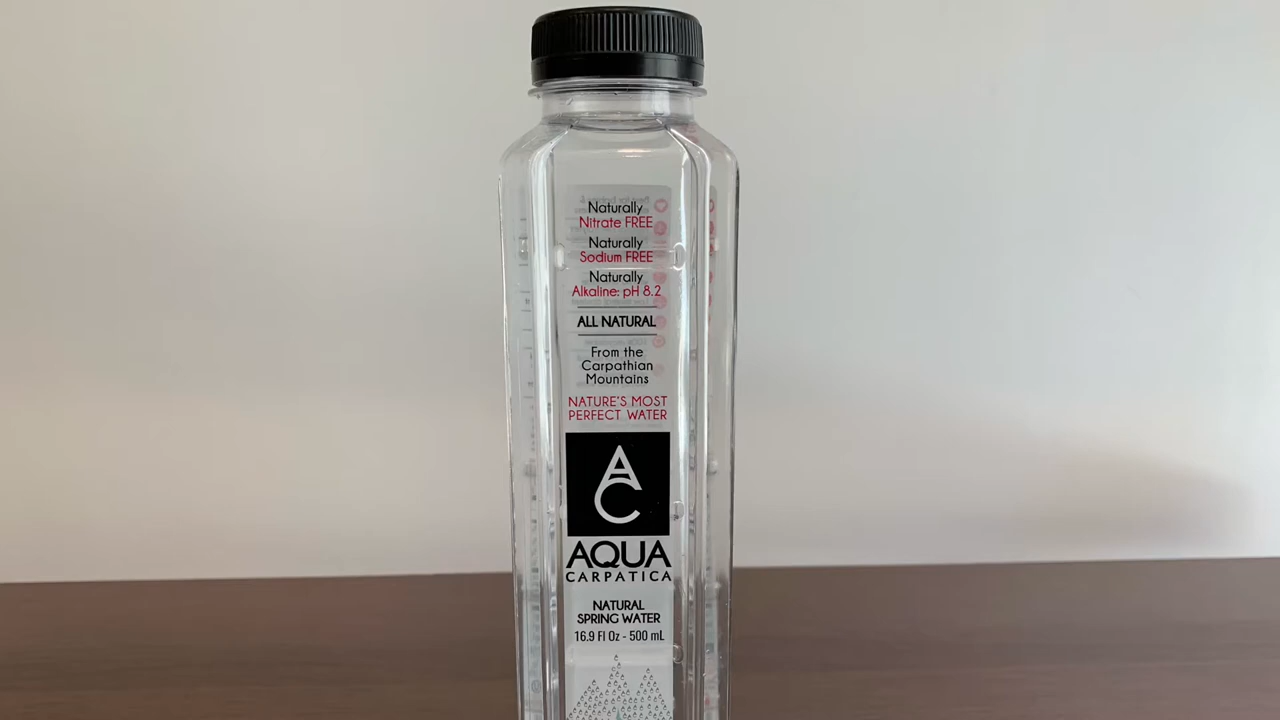 Naturally
Nitrate FREE
Naturally
Sodium FREE
Naturally
Alkaline: pH 8.2
ALL NATURAL
From the
Carpathian
Mountains
NATURE'S MOST
PERFECT WATER
AC
AQUA
CARPATICA
NATURAL
SPRING WATER
16.9 Fl Oz - 500 mL